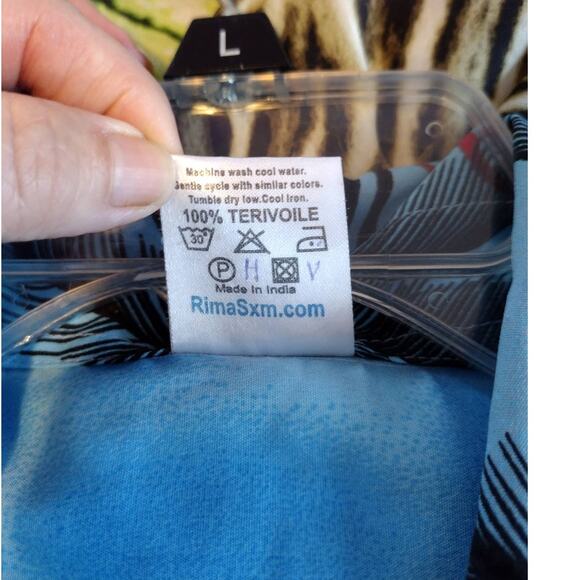 L
Machine wash cool water.
Gentle cycle with similar colors.
Tumble dry low.Cool Iron.
100% TERIVOILE
30°
P H V
Made in India
RimaSxm.com